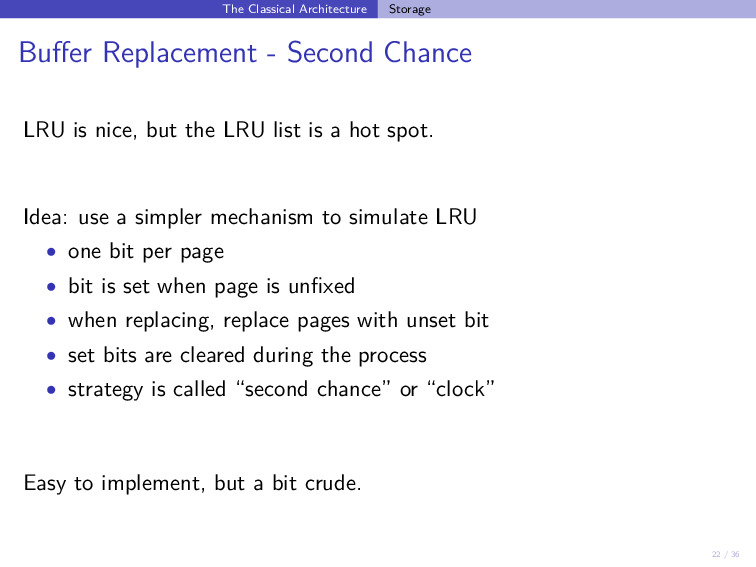 The Classical Architecture Storage
Buffer Replacement - Second Chance
LRU is nice, but the LRU list is a hot spot.
Idea: use a simpler mechanism to simulate LRU
• one bit per page
• bit is set when page is unfixed
• when replacing, replace pages with unset bit
• set bits are cleared during the process
• strategy is called “second chance” or “clock”
Easy to implement, but a bit crude.
22 / 36